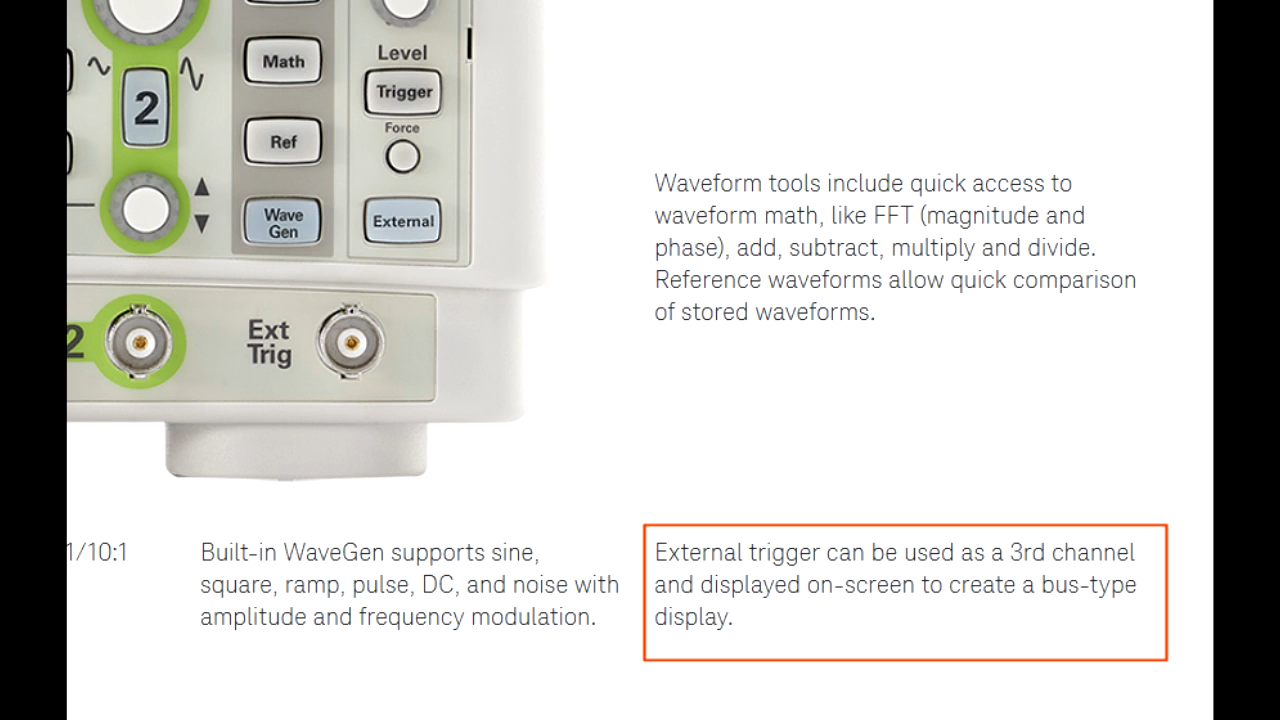 Level
Math
Trigger
2
Force
Ref
Wave
Gen
External
2
Ext
Trig
Waveform tools include quick access to
waveform math, like FFT (magnitude and
phase), add, subtract, multiply and divide.
Reference waveforms allow quick comparison
of stored waveforms.
1/10:1
Built-in WaveGen supports sine,
square, ramp, pulse, DC, and noise with
amplitude and frequency modulation.
External trigger can be used as a 3rd channel
and displayed on-screen to create a bus-type
display.